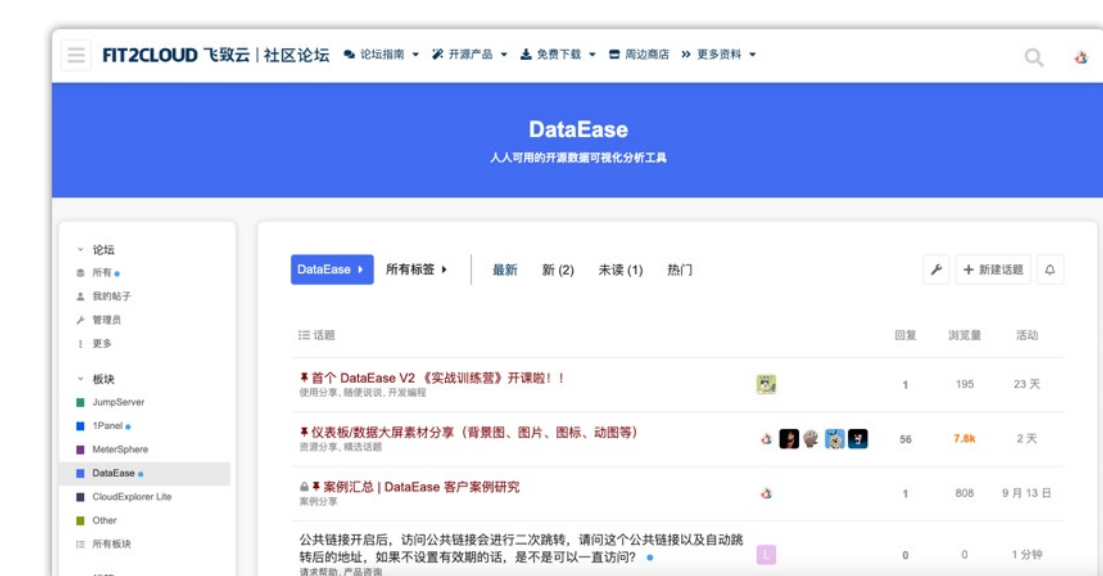 FIT2CLOUD 飞致云 | 社区论坛 论坛指南 开源产品 免费下载 周边商店 更多资料
DataEase
人人可用的开源数据可视化分析工具
论坛
所有
我的帖子
管理员
更多
板块
JumpServer
1Panel
MeterSphere
DataEase
CloudExplorer Lite
Other
所有板块
DataEase 所有标签 最新 新 (2) 未读 (1) 热门 + 新建话题
话题 回复 浏览量 活动
首个 DataEase V2 《实战训练营》开课啦!! 1 195 23 天
使用分享, 随便说说, 开发编程
仪表板/数据大屏素材分享(背景图、图片、图标、动图等) 56 7.8k 2 天
资源分享, 精选话题
案例汇总 | DataEase 客户案例研究 1 808 9 月 13 日
案例分享
公共链接开启后,访问公共链接会进行二次跳转,请问这个公共链接以及自动跳
转后的地址,如果不设置有效期的话,是不是可以一直访问? L 0 0 1 分钟
请求帮助, 产品咨询